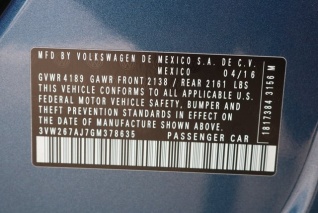 MFD BY VOLKSWAGEN DE MEXICO S.A. DE C.V.
MEXICO 04/16
GVWR 4189 GAWR FRONT 2138 / REAR 2161 LBS
THIS VEHICLE CONFORMS TO ALL APPLICABLE
FEDERAL MOTOR VEHICLE SAFETY, BUMPER AND
THEFT PREVENTION STANDARDS IN EFFECT ON
THE DATE OF MANUFACTURE SHOWN ABOVE
3VW267AJ7GM378635 PASSENGER CAR
1817384 3156 M